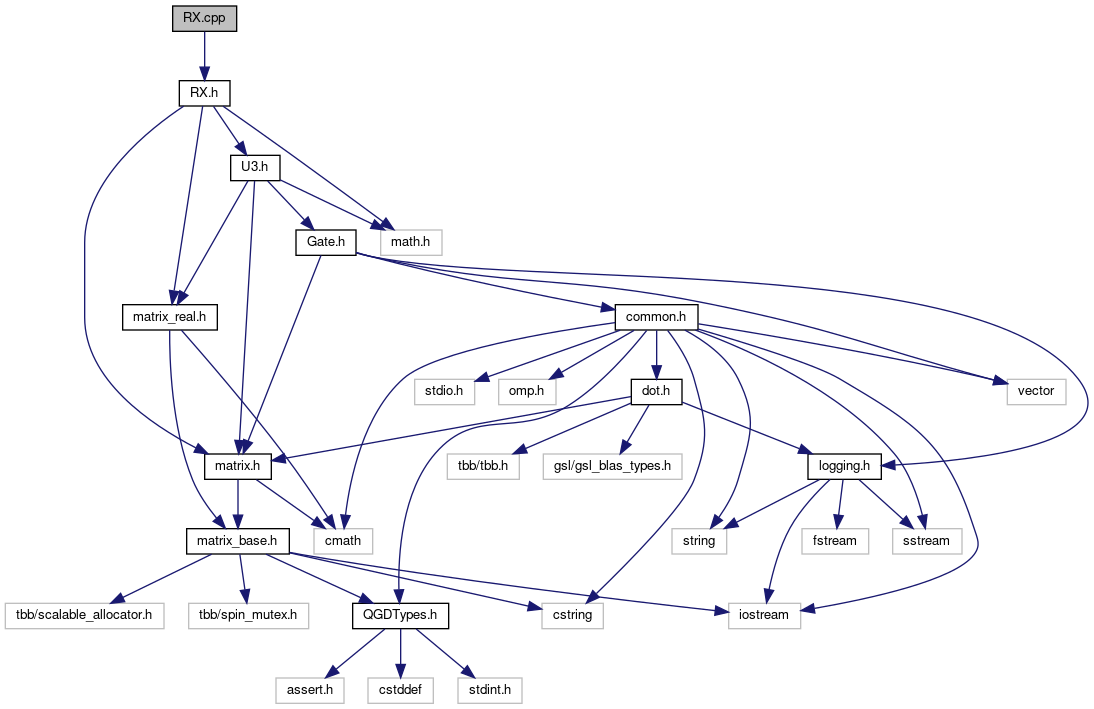 RX.cpp
RX.h
U3.h
Gate.h
math.h
matrix_real.h
common.h
stdio.h
omp.h
dot.h
vector
matrix.h
tbb/tbb.h
gsl/gsl_blas_types.h
logging.h
matrix_base.h
cmath
string
fstream
sstream
tbb/scalable_allocator.h
tbb/spin_mutex.h
QGDTypes.h
cstring
iostream
assert.h
cstddef
stdint.h